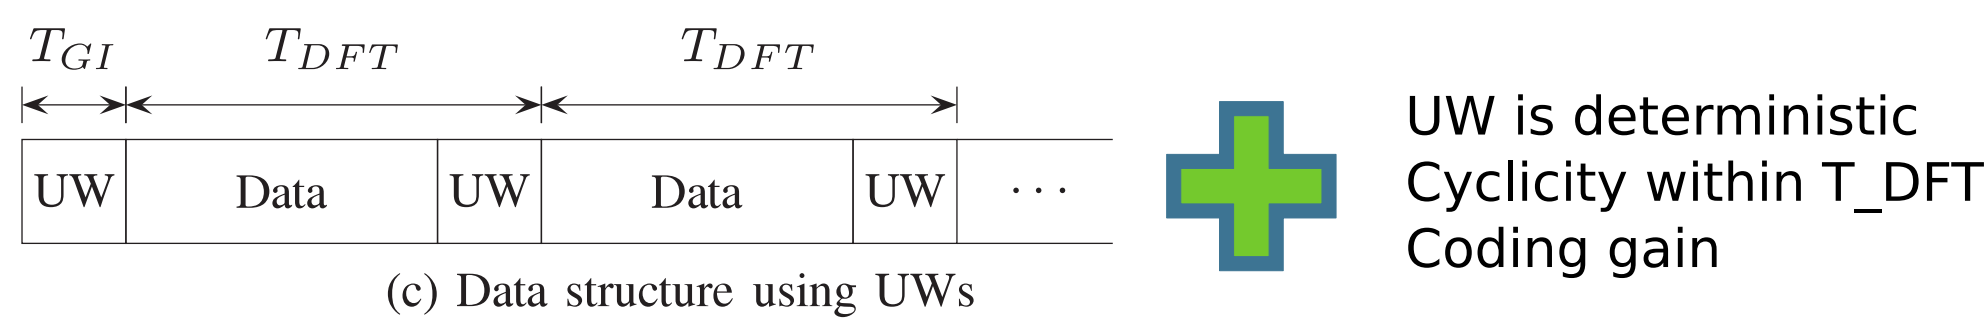 T_GI T_DFT T_DFT
UW Data UW Data UW ...
(c) Data structure using UWs
UW is deterministic
Cyclicity within T_DFT
Coding gain